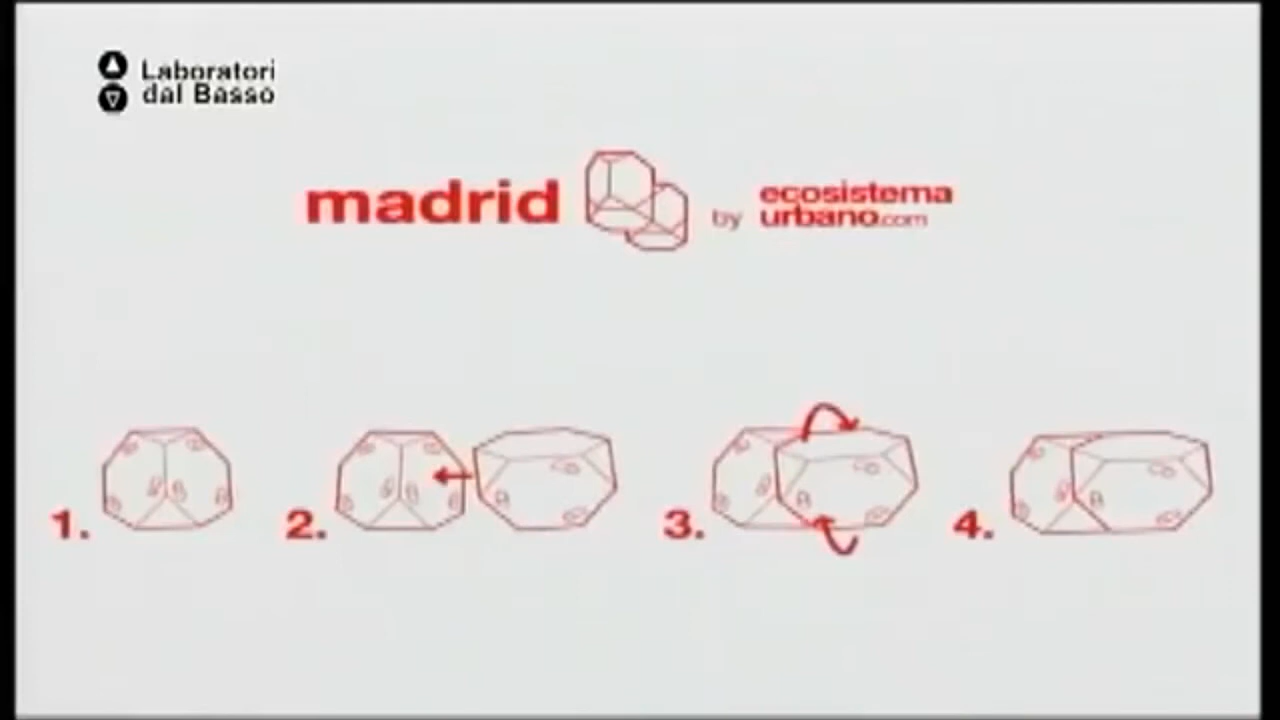 Laboratori
dal Basso
madrid by ecosistema
urbano.com
1. 2. 3. 4.